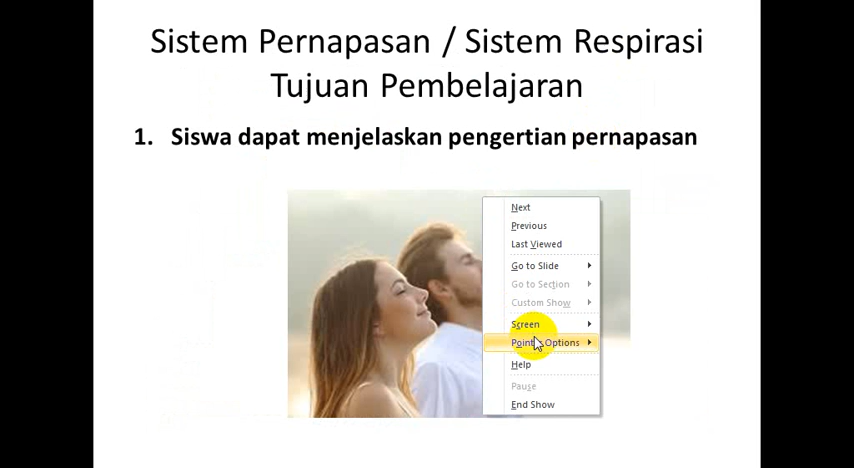 Sistem Pernapasan / Sistem Respirasi
Tujuan Pembelajaran
1. Siswa dapat menjelaskan pengertian pernapasan
Next
Previous
Last Viewed
Go to Slide
Go to Section
Custom Show
Screen
Options
Help
Pause
End Show